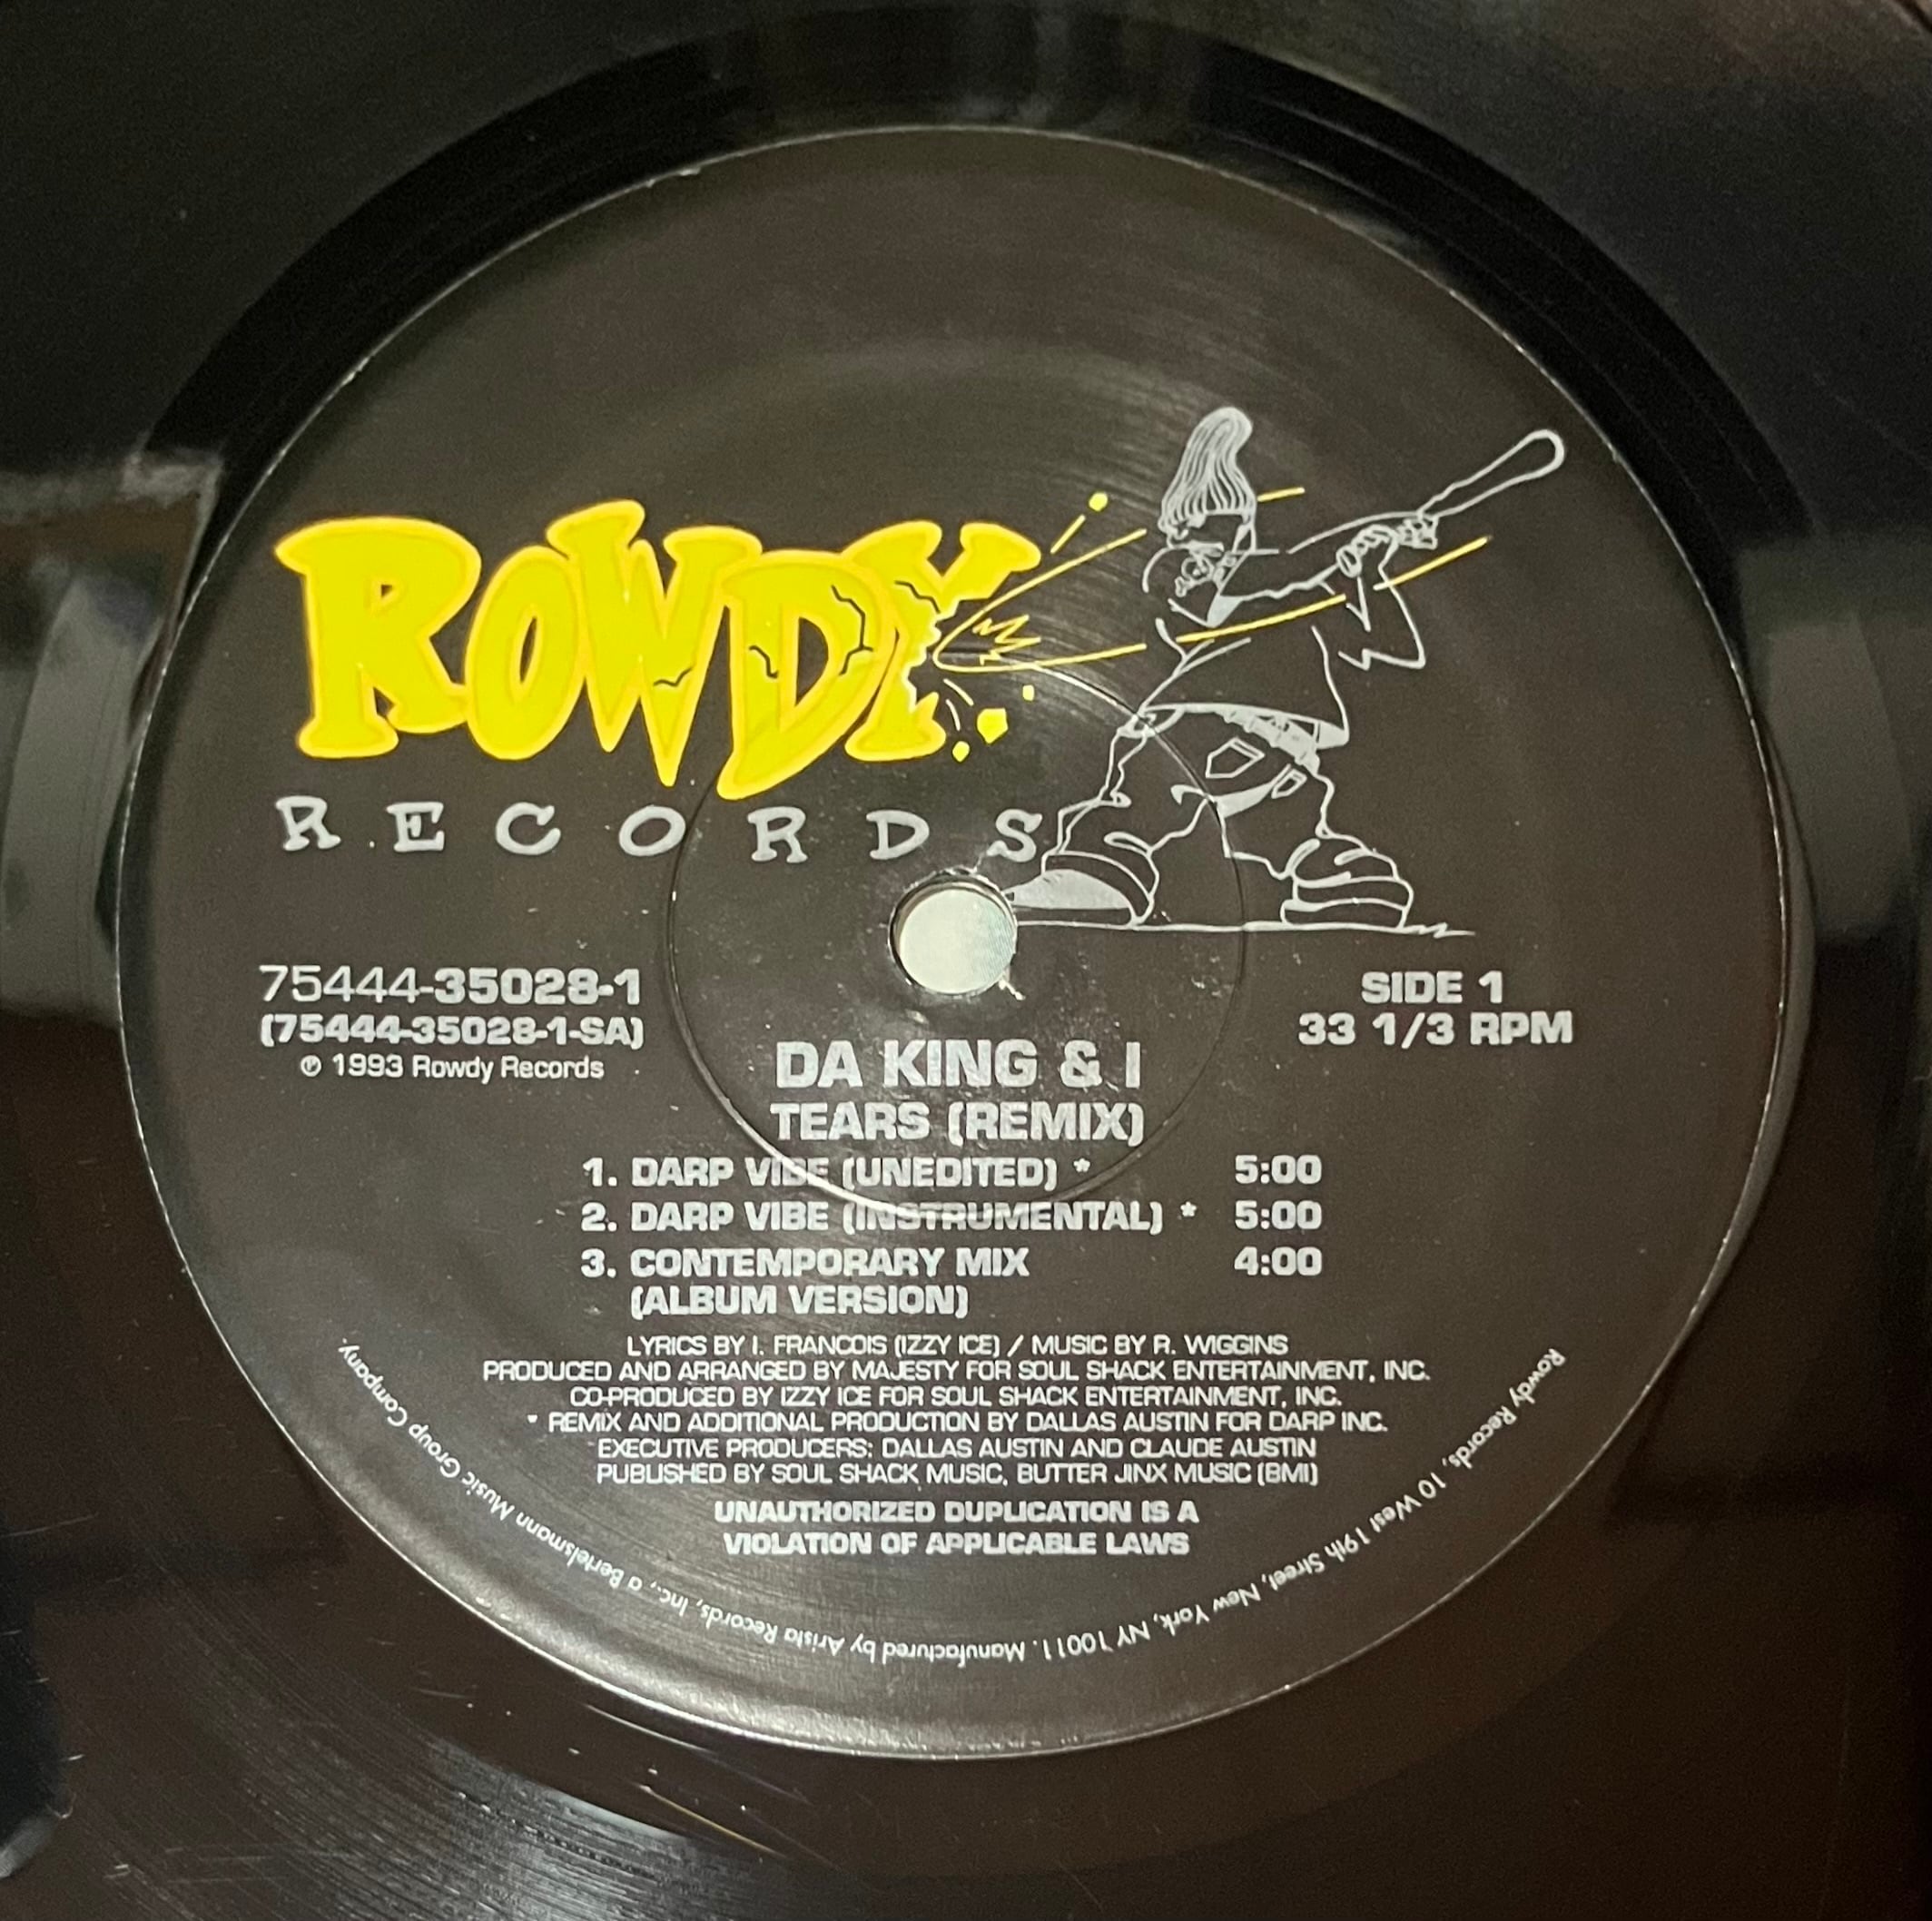 ROWDY
RECORDS
75444-35028-1
(75444-35028-1-SA)
℗ 1993 Rowdy Records
SIDE 1
33 1/3 RPM
DA KING & I
TEARS (REMIX)
1. DARP VIBE (UNEDITED) * 5:00
2. DARP VIBE (INSTRUMENTAL) * 5:00
3. CONTEMPORARY MIX 4:00
(ALBUM VERSION)
LYRICS BY I. FRANCOIS (IZZY ICE) / MUSIC BY R. WIGGINS
PRODUCED AND ARRANGED BY MAJESTY FOR SOUL SHACK ENTERTAINMENT, INC.
CO-PRODUCED BY IZZY ICE FOR SOUL SHACK ENTERTAINMENT, INC.
* REMIX AND ADDITIONAL PRODUCTION BY DALLAS AUSTIN FOR DARP INC.
EXECUTIVE PRODUCERS: DALLAS AUSTIN AND CLAUDE AUSTIN
PUBLISHED BY SOUL SHACK MUSIC, BUTTER JINX MUSIC (BMI)
UNAUTHORIZED DUPLICATION IS A
VIOLATION OF APPLICABLE LAWS
Rowdy Records, 10 West 19th Street, New York, NY 10011. Manufactured by Arista Records, Inc., a Bertelsmann Music Group Company.